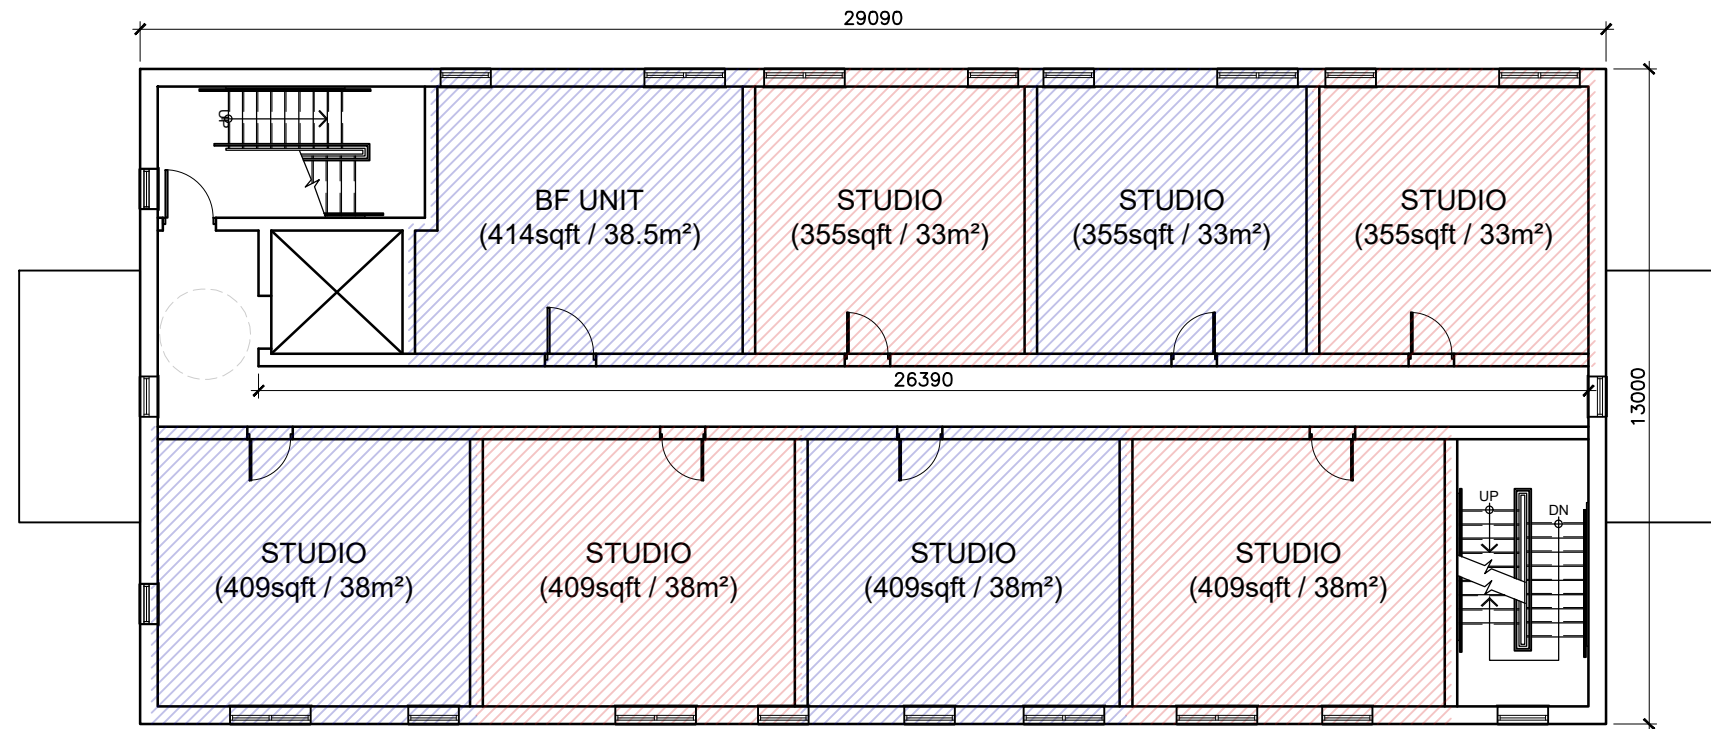 29090
UP
BF UNIT
(414sqft / 38.5m²)
STUDIO
(355sqft / 33m²)
STUDIO
(355sqft / 33m²)
STUDIO
(355sqft / 33m²)
26390
13000
STUDIO
(409sqft / 38m²)
STUDIO
(409sqft / 38m²)
STUDIO
(409sqft / 38m²)
STUDIO
(409sqft / 38m²)
UP
DN